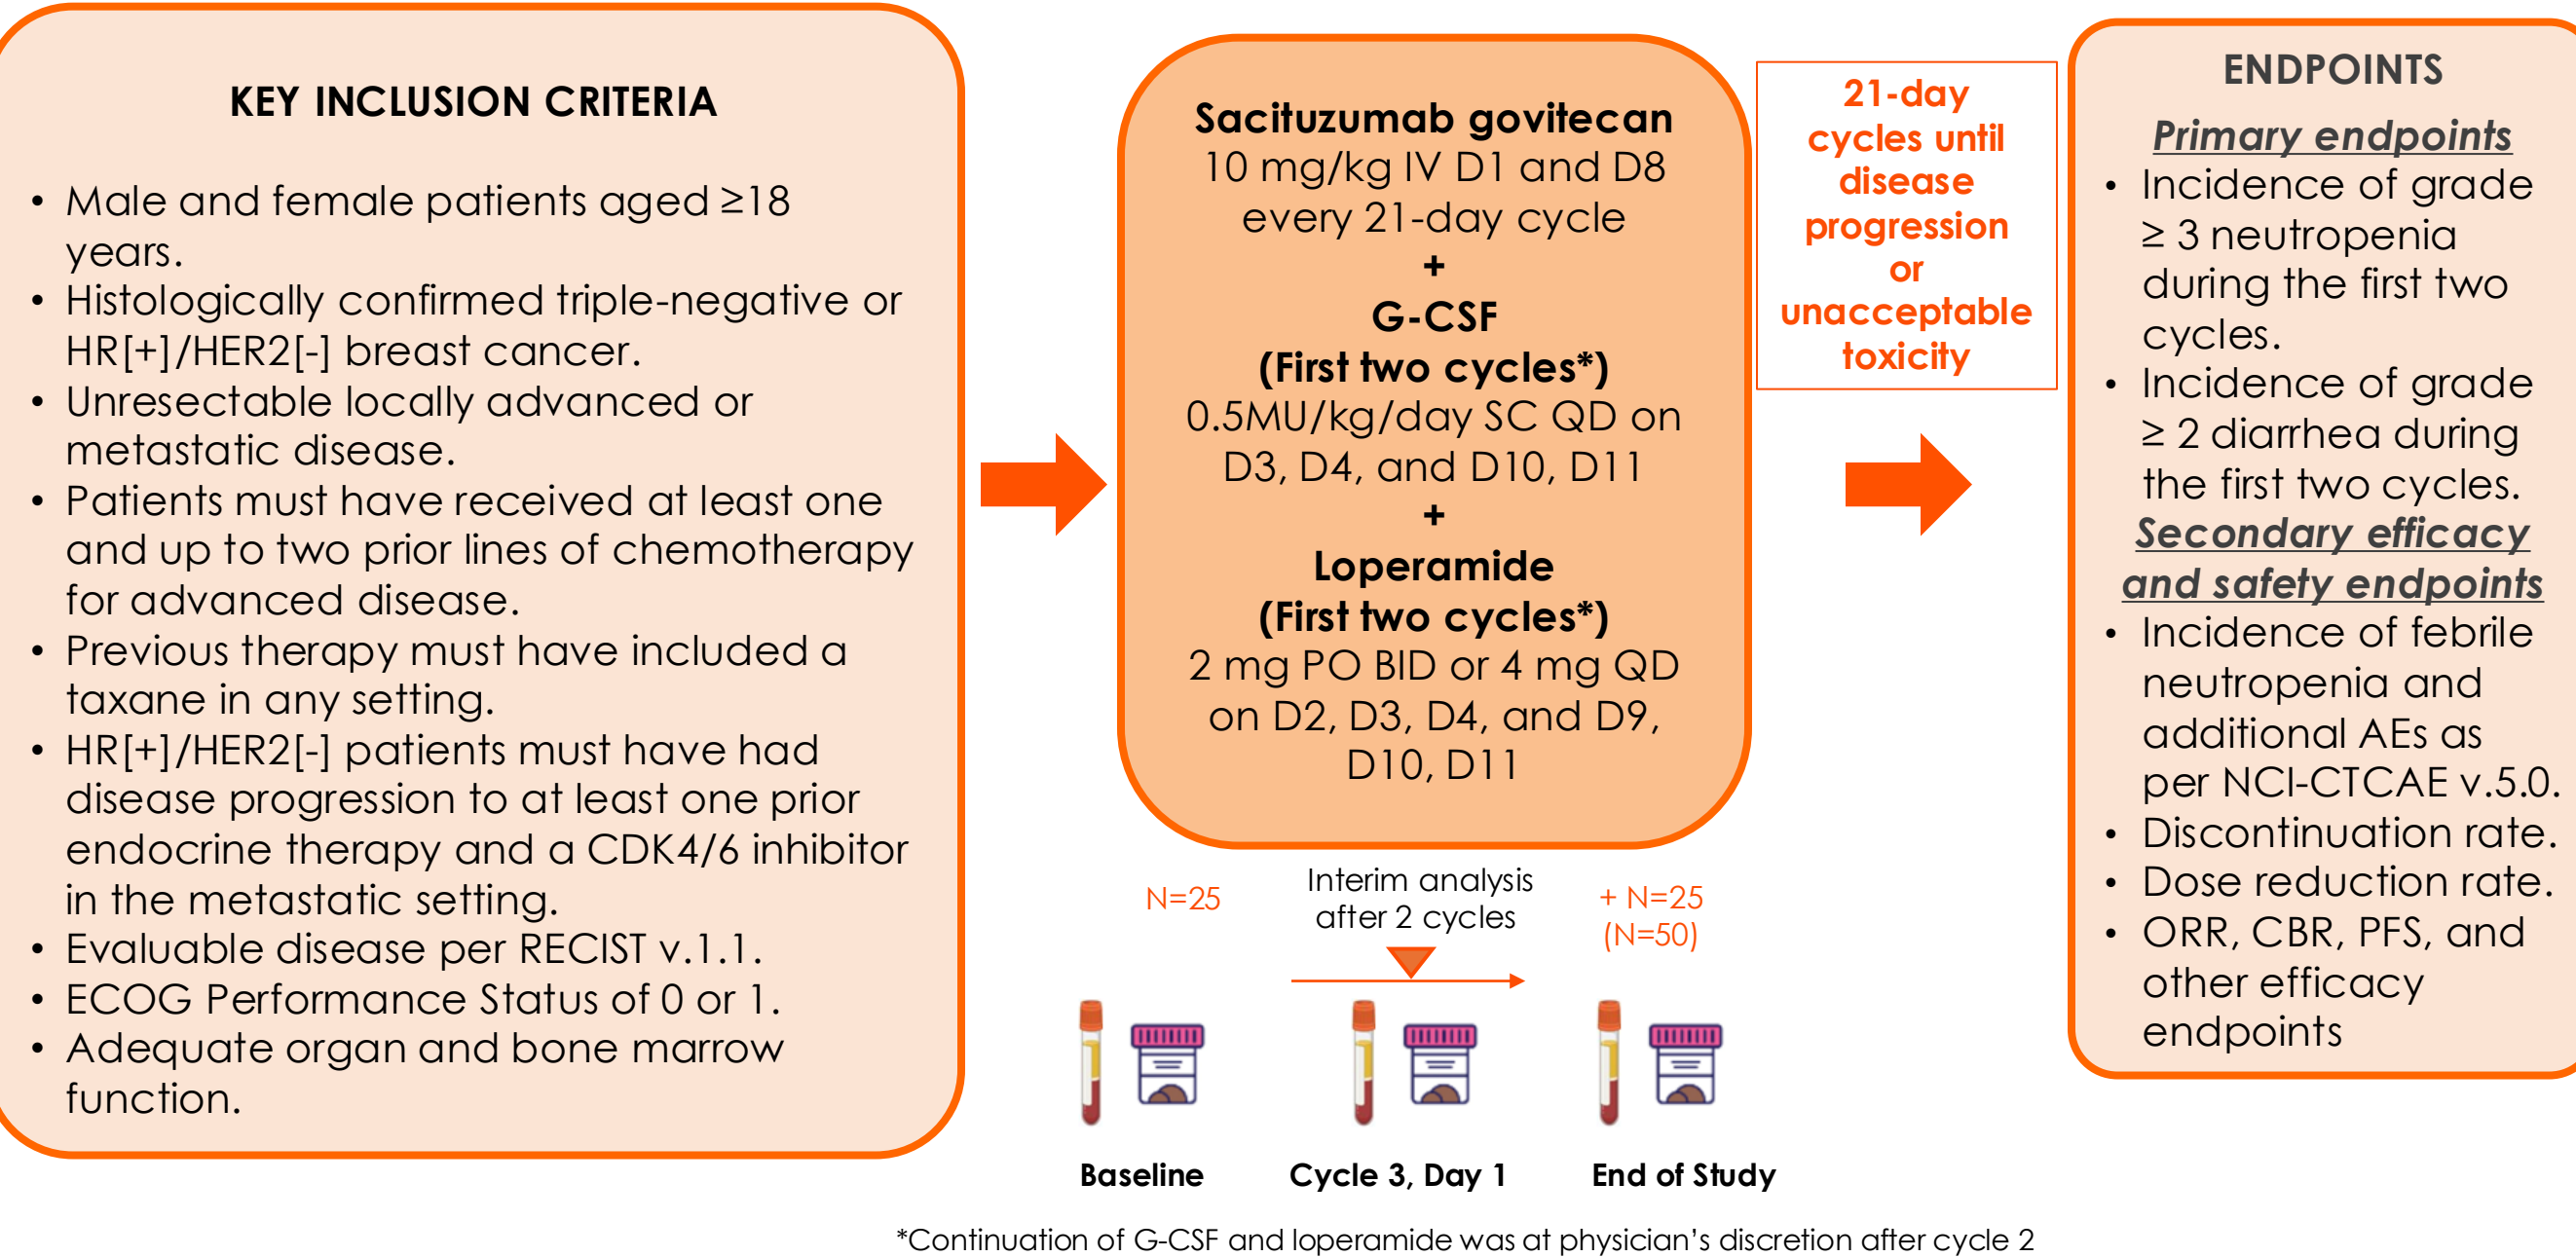 KEY INCLUSION CRITERIA
• Male and female patients aged ≥18
years.
• Histologically confirmed triple-negative or
HR[+]/HER2[-] breast cancer.
• Unresectable locally advanced or
metastatic disease.
• Patients must have received at least one
and up to two prior lines of chemotherapy
for advanced disease.
• Previous therapy must have included a
taxane in any setting.
• HR[+]/HER2[-] patients must have had
disease progression to at least one prior
endocrine therapy and a CDK4/6 inhibitor
in the metastatic setting.
• Evaluable disease per RECIST v.1.1.
• ECOG Performance Status of 0 or 1.
• Adequate organ and bone marrow
function.
Sacituzumab govitecan
10 mg/kg IV D1 and D8
every 21-day cycle
+
G-CSF
(First two cycles*)
0.5MU/kg/day SC QD on
D3, D4, and D10, D11
+
Loperamide
(First two cycles*)
2 mg PO BID or 4 mg QD
on D2, D3, D4, and D9,
D10, D11
21-day
cycles until
disease
progression
or
unacceptable
toxicity
ENDPOINTS
Primary endpoints
• Incidence of grade
≥ 3 neutropenia
during the first two
cycles.
• Incidence of grade
≥ 2 diarrhea during
the first two cycles.
Secondary efficacy
and safety endpoints
• Incidence of febrile
neutropenia and
additional AEs as
per NCI-CTCAE v.5.0.
• Discontinuation rate.
• Dose reduction rate.
• ORR, CBR, PFS, and
other efficacy
endpoints
N=25
Interim analysis
after 2 cycles
+ N=25
(N=50)
Baseline
Cycle 3, Day 1
End of Study
*Continuation of G-CSF and loperamide was at physician's discretion after cycle 2